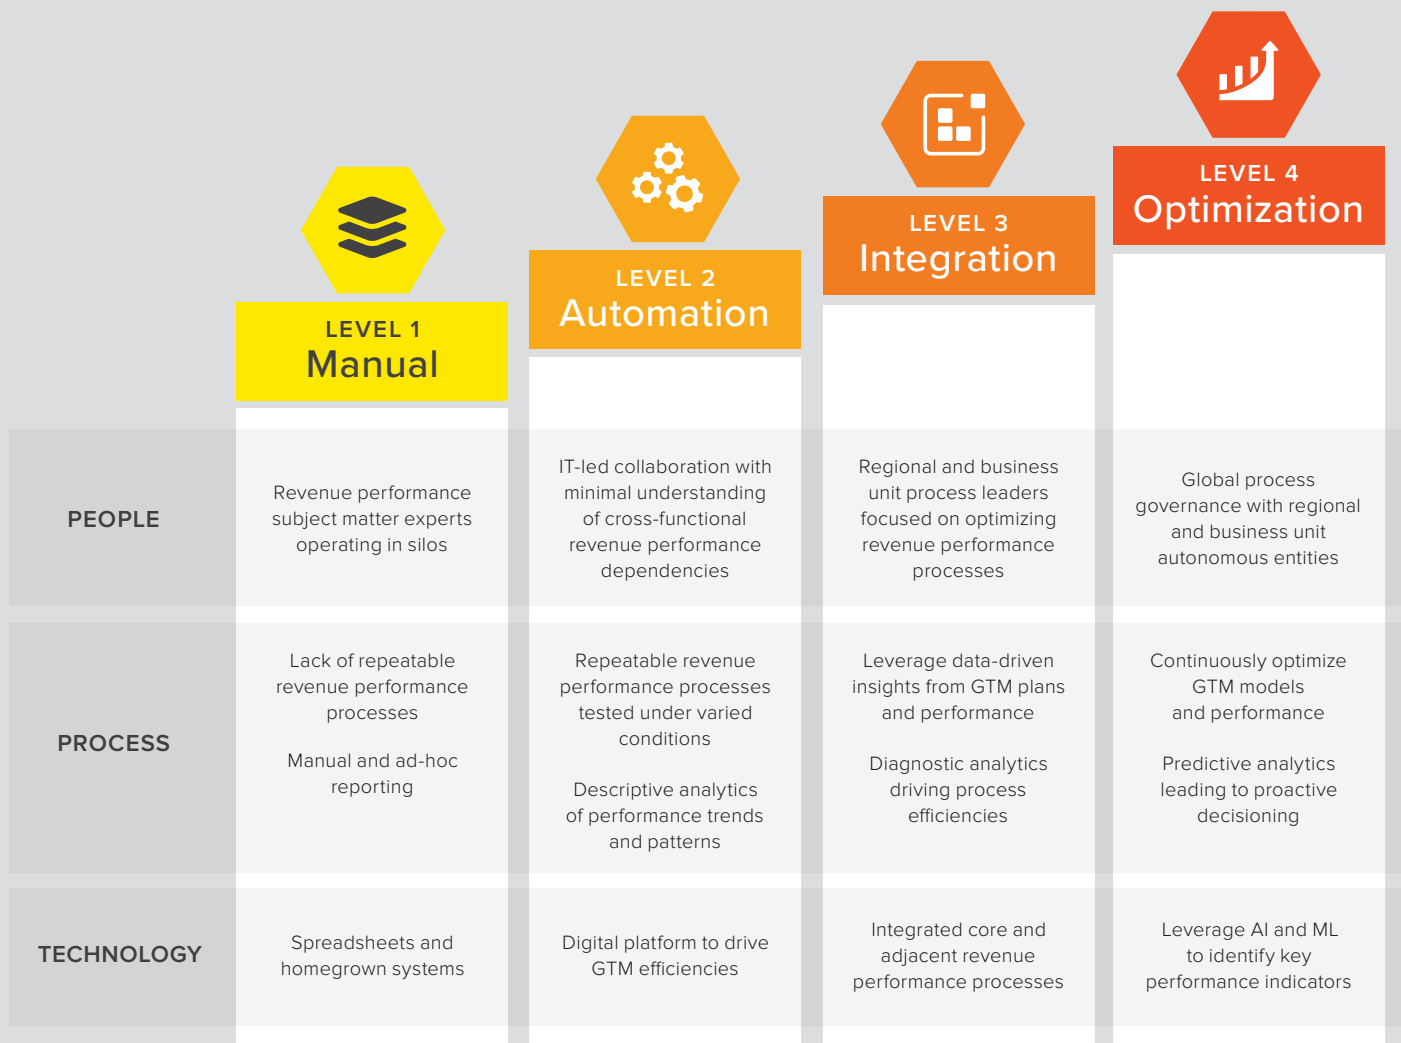 LEVEL 1
Manual
LEVEL 2
Automation
LEVEL 3
Integration
LEVEL 4
Optimization
PEOPLE
Revenue performance
subject matter experts
operating in silos
IT-led collaboration with
minimal understanding
of cross-functional
revenue performance
dependencies
Regional and business
unit process leaders
focused on optimizing
revenue performance
processes
Global process
governance with regional
and business unit
autonomous entities
PROCESS
Lack of repeatable
revenue performance
processes
Manual and ad-hoc
reporting
Repeatable revenue
performance processes
tested under varied
conditions
Descriptive analytics
of performance trends
and patterns
Leverage data-driven
insights from GTM plans
and performance
Diagnostic analytics
driving process
efficiencies
Continuously optimize
GTM models
and performance
Predictive analytics
leading to proactive
decisioning
TECHNOLOGY
Spreadsheets and
homegrown systems
Digital platform to drive
GTM efficiencies
Integrated core and
adjacent revenue
performance processes
Leverage AI and ML
to identify key
performance indicators